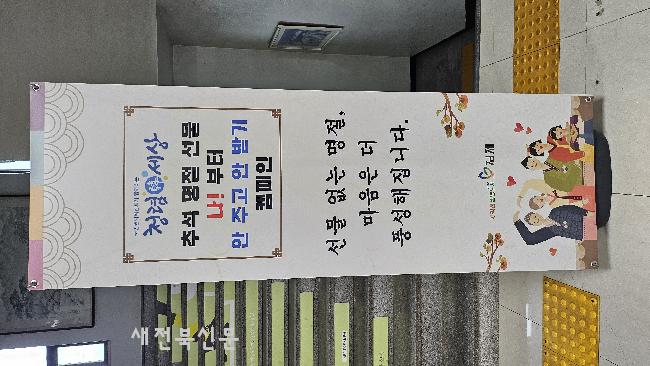 청렴 세상
추석 명절 선물
나!부터
안 주고 안 받기
캠페인
선물 없는 명절,
마음은 더
풍성해집니다.
김제
새전북신문